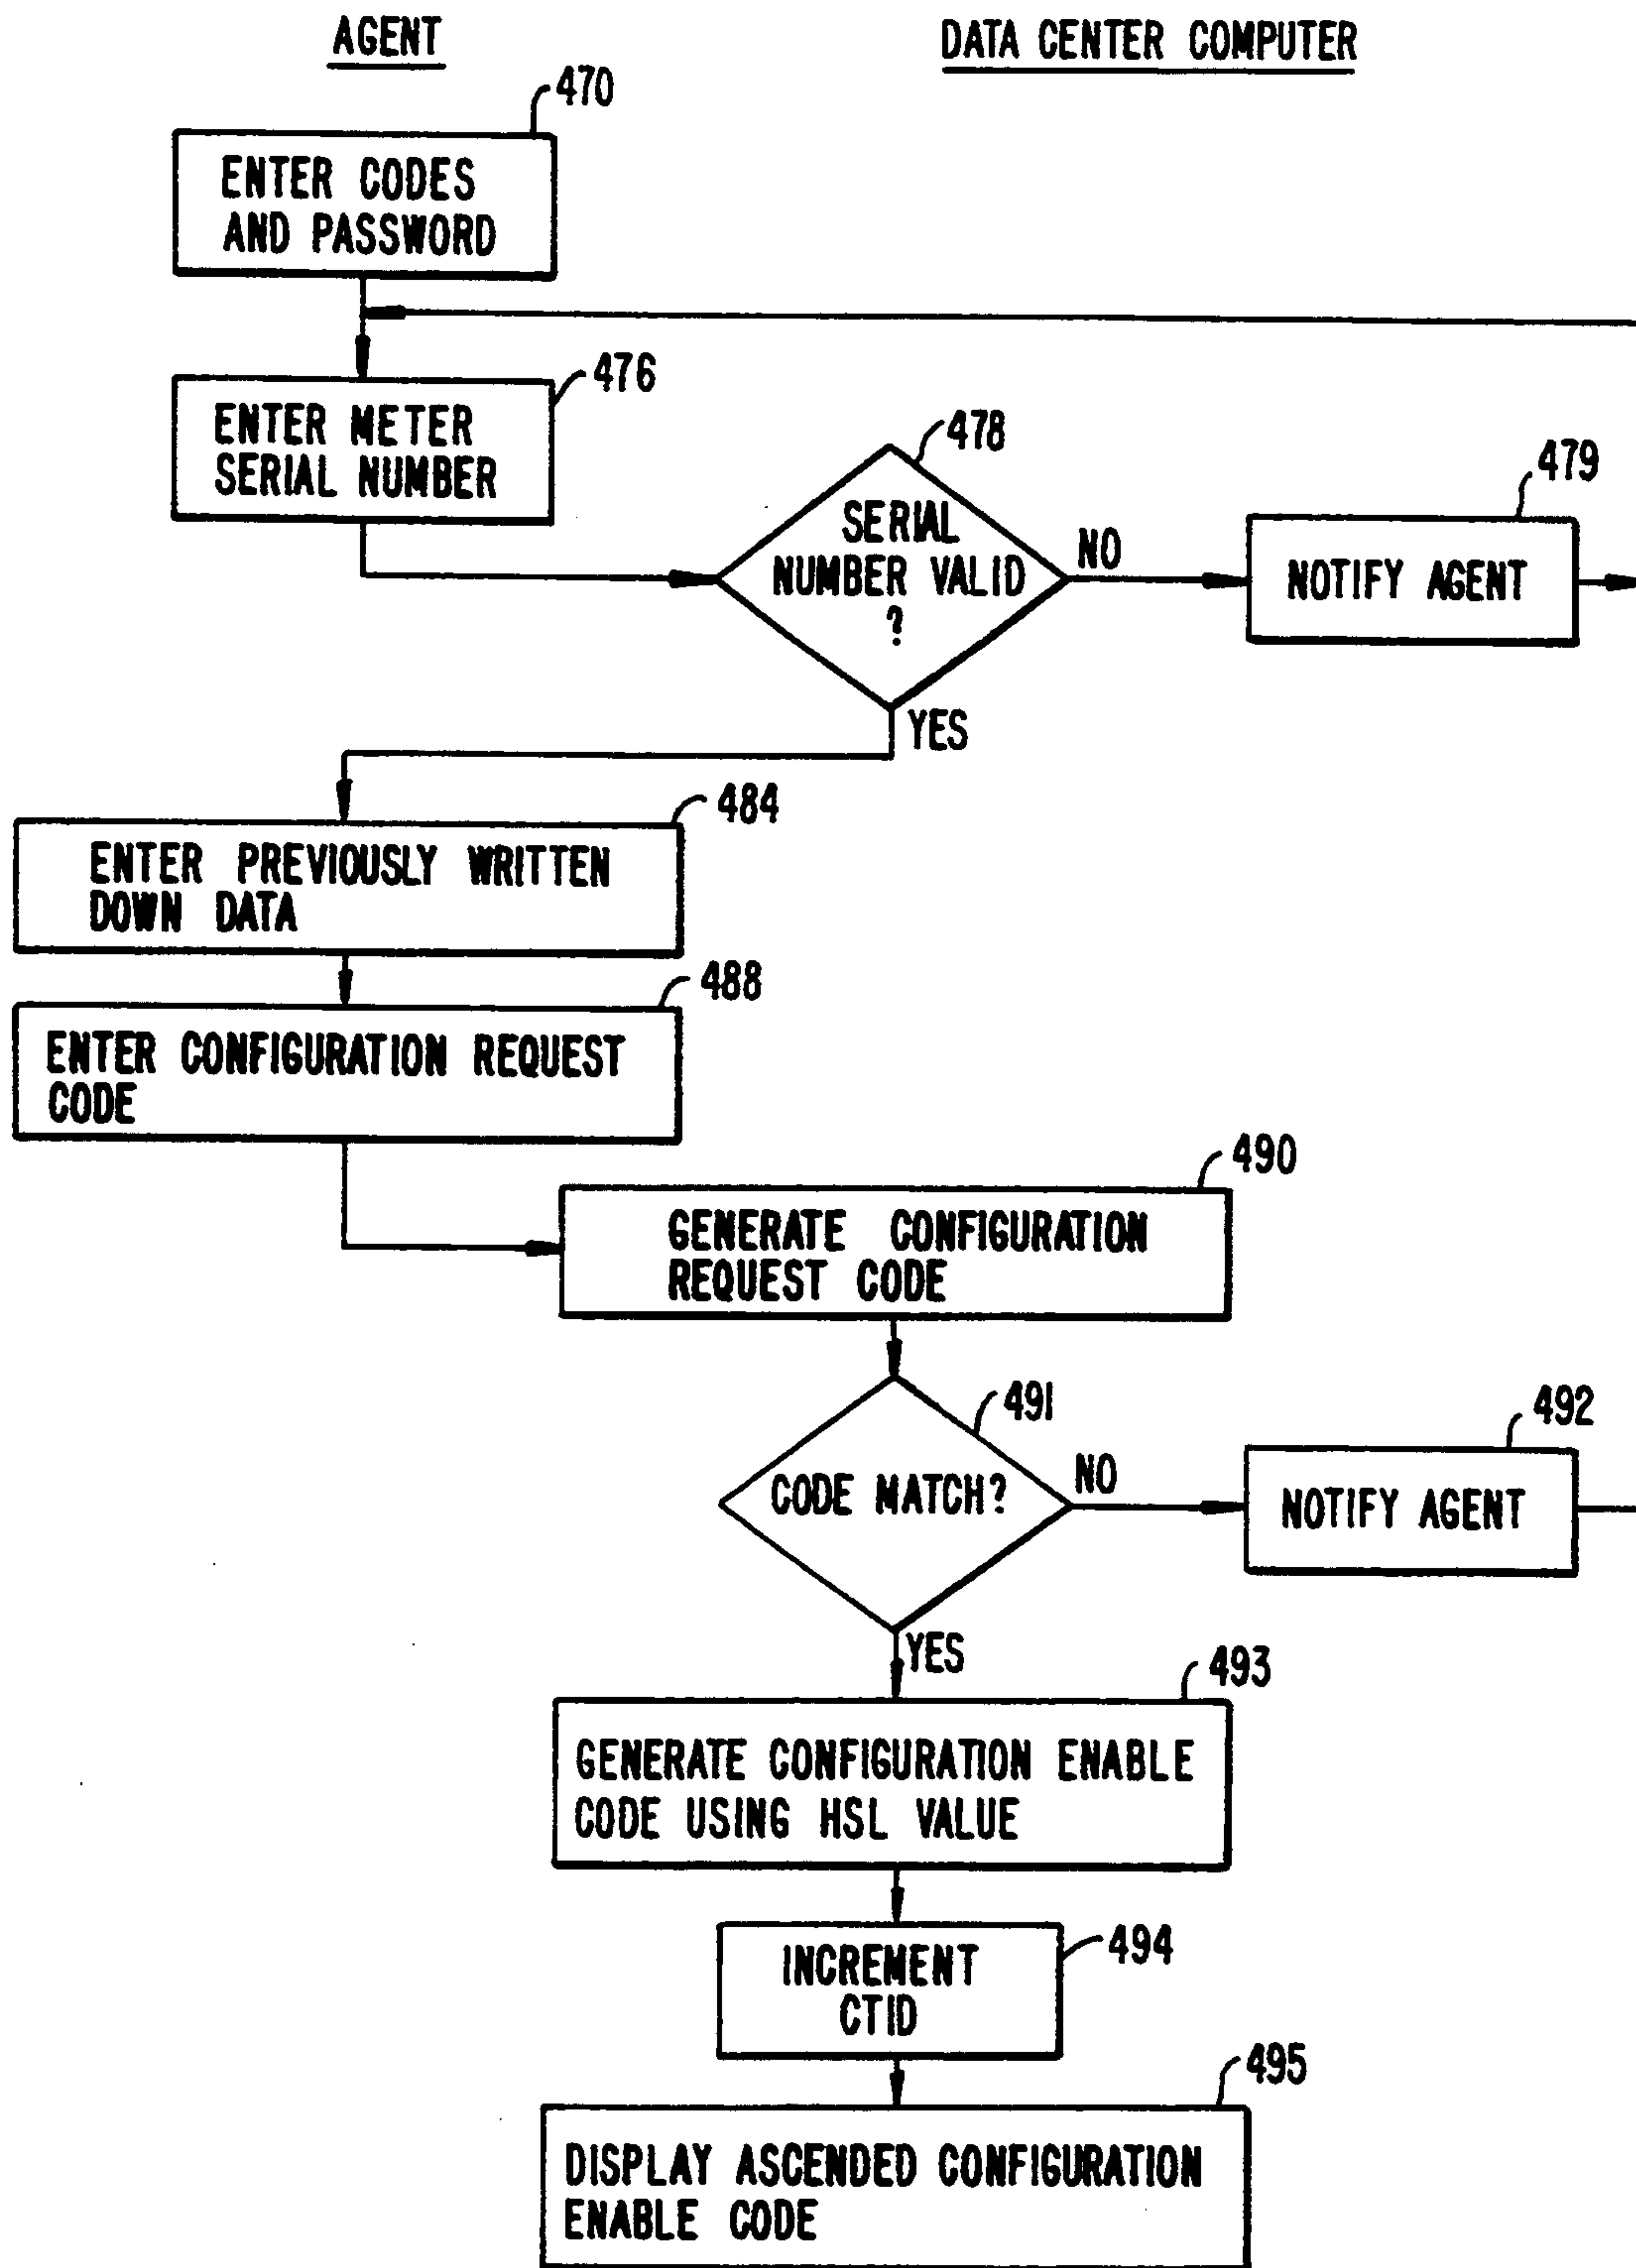 AGENT
DATA CENTER COMPUTER
470
ENTER CODES
AND PASSWORD
476
ENTER METER
SERIAL NUMBER
478
SERIAL
NUMBER VALID
?
NO
479
NOTIFY AGENT
YES
484
ENTER PREVIOUSLY WRITTEN
DOWN DATA
488
ENTER CONFIGURATION REQUEST
CODE
490
GENERATE CONFIGURATION
REQUEST CODE
491
CODE MATCH?
NO
492
NOTIFY AGENT
YES
493
GENERATE CONFIGURATION ENABLE
CODE USING HSL VALUE
494
INCREMENT
CTID
495
DISPLAY ASCENDED CONFIGURATION
ENABLE CODE